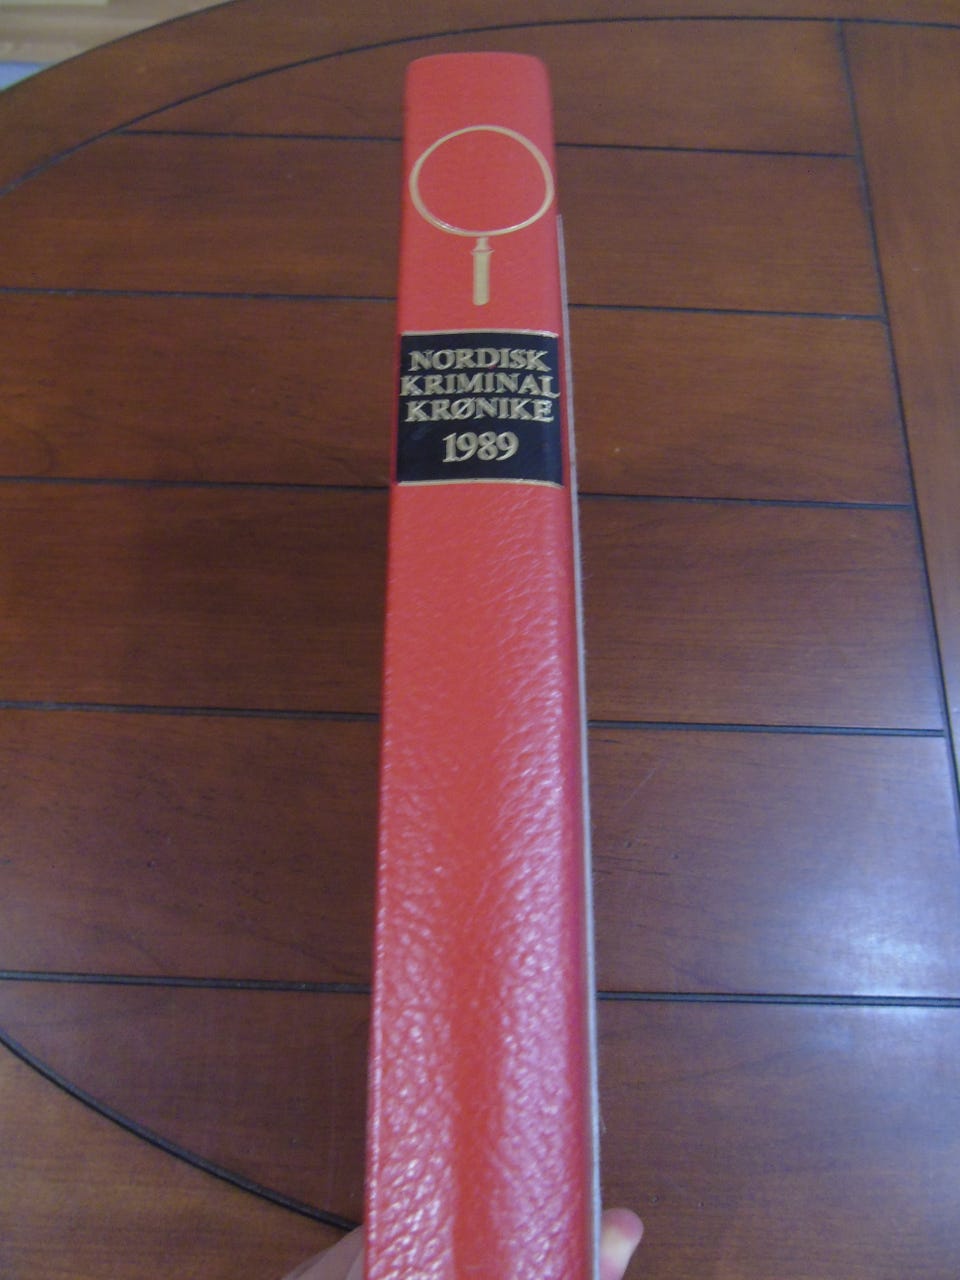 NORDISK
KRIMINAL
KRØNIKE
1989